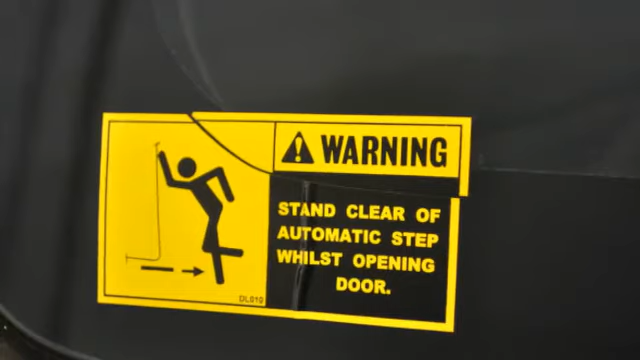 WARNING
STAND CLEAR OF
AUTOMATIC STEP
WHILST OPENING
DOOR.
DL010